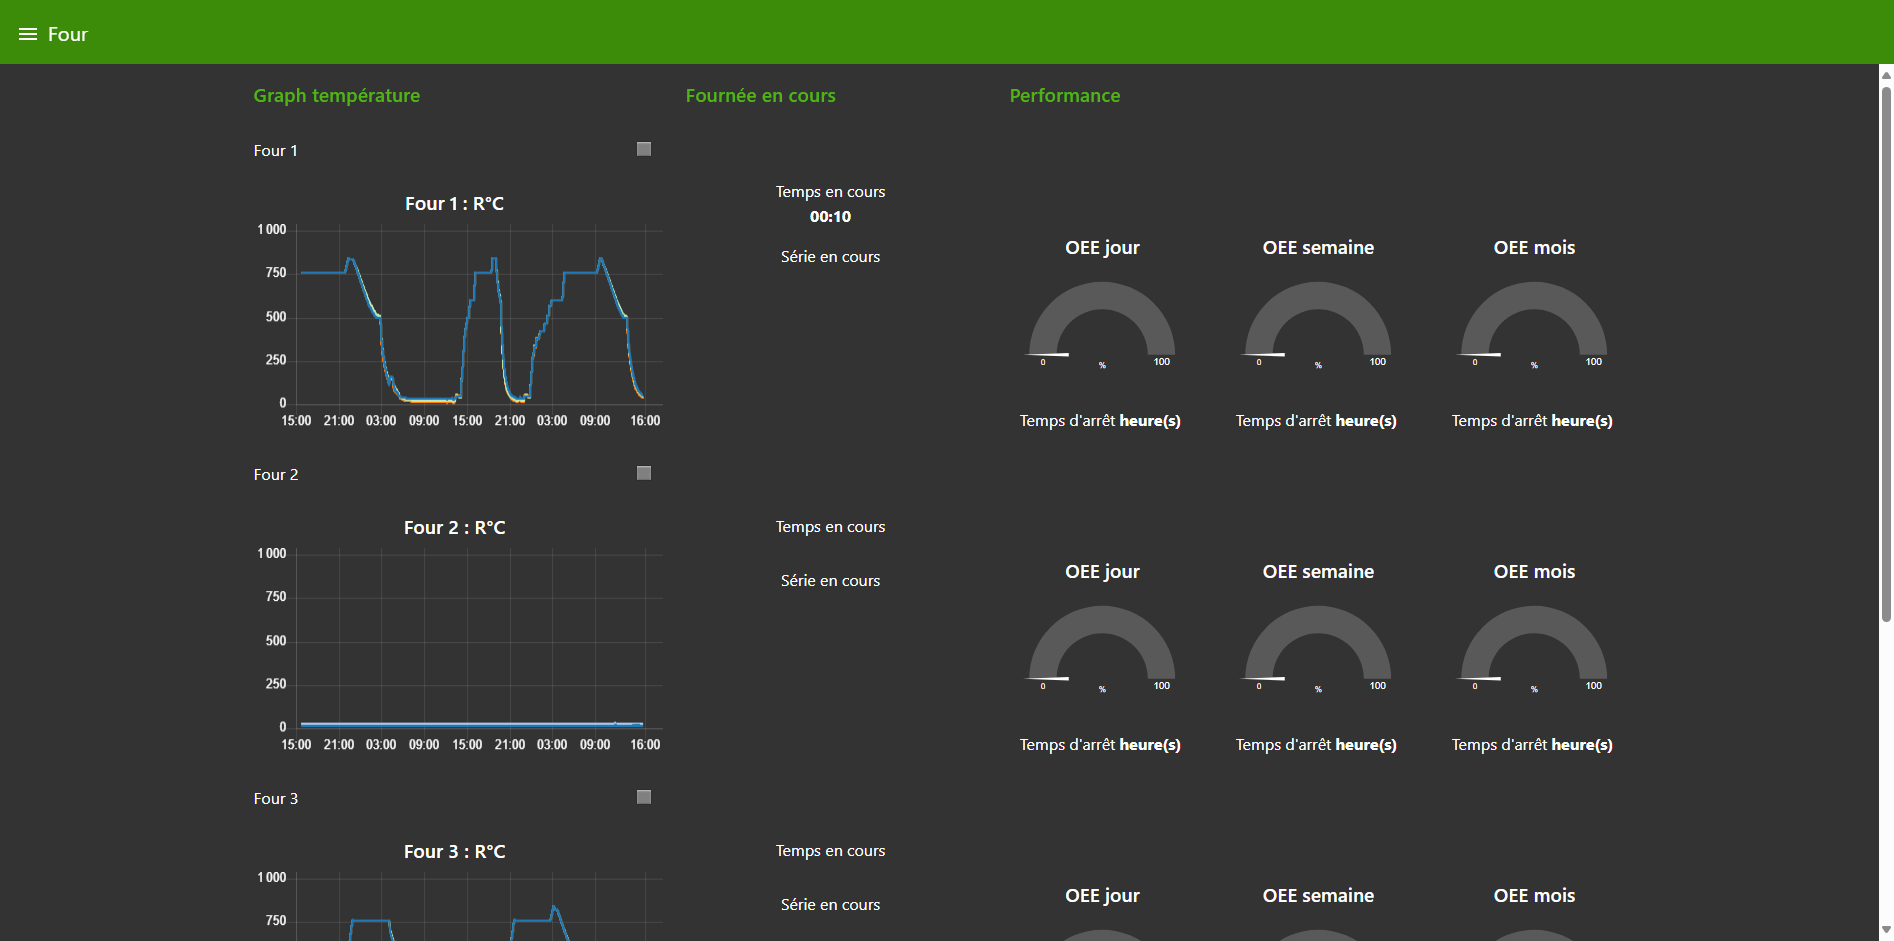 Four
Graph température
Fournée en cours
Performance
Four 1
Four 1 : R°C
1 000
750
500
250
0
15:00 21:00 03:00 09:00 15:00 21:00 03:00 09:00 16:00
Temps en cours
00:10
Série en cours
OEE jour
0 % 100
Temps d'arrêt heure(s)
OEE semaine
0 % 100
Temps d'arrêt heure(s)
OEE mois
0 % 100
Temps d'arrêt heure(s)
Four 2
Four 2 : R°C
1 000
750
500
250
0
15:00 21:00 03:00 09:00 15:00 21:00 03:00 09:00 16:00
Temps en cours
Série en cours
OEE jour
0 % 100
Temps d'arrêt heure(s)
OEE semaine
0 % 100
Temps d'arrêt heure(s)
OEE mois
0 % 100
Temps d'arrêt heure(s)
Four 3
Four 3 : R°C
1 000
750
Temps en cours
Série en cours
OEE jour
OEE semaine
OEE mois